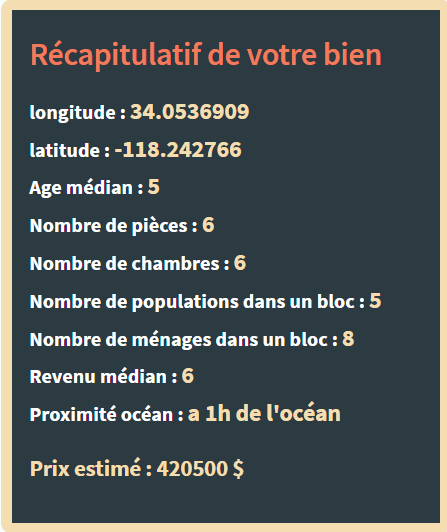 Récapitulatif de votre bien
longitude : 34.0536909
latitude : -118.242766
Age médian : 5
Nombre de pièces : 6
Nombre de chambres : 6
Nombre de populations dans un bloc : 5
Nombre de ménages dans un bloc : 8
Revenu médian : 6
Proximité océan : a 1h de l'océan
Prix estimé : 420500 $